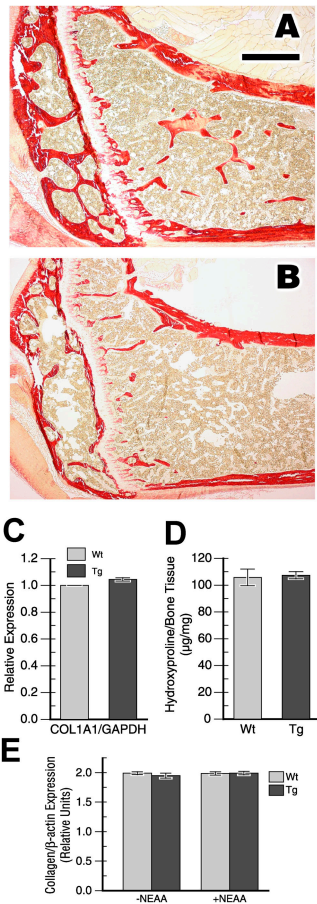 A
B
C
D
Wt
Tg
Relative Expression
1.2
1.0
0.8
0.6
0.4
0.2
0.0
COL1A1/GAPDH
Hydroxyproline/Bone Tissue
(µg/mg)
120
100
80
60
40
20
0
Wt
Tg
E
Collagen/β-actin Expression
(Relative Units)
2.0
1.5
1.0
0.5
0.0
Wt
Tg
-NEAA
+NEAA